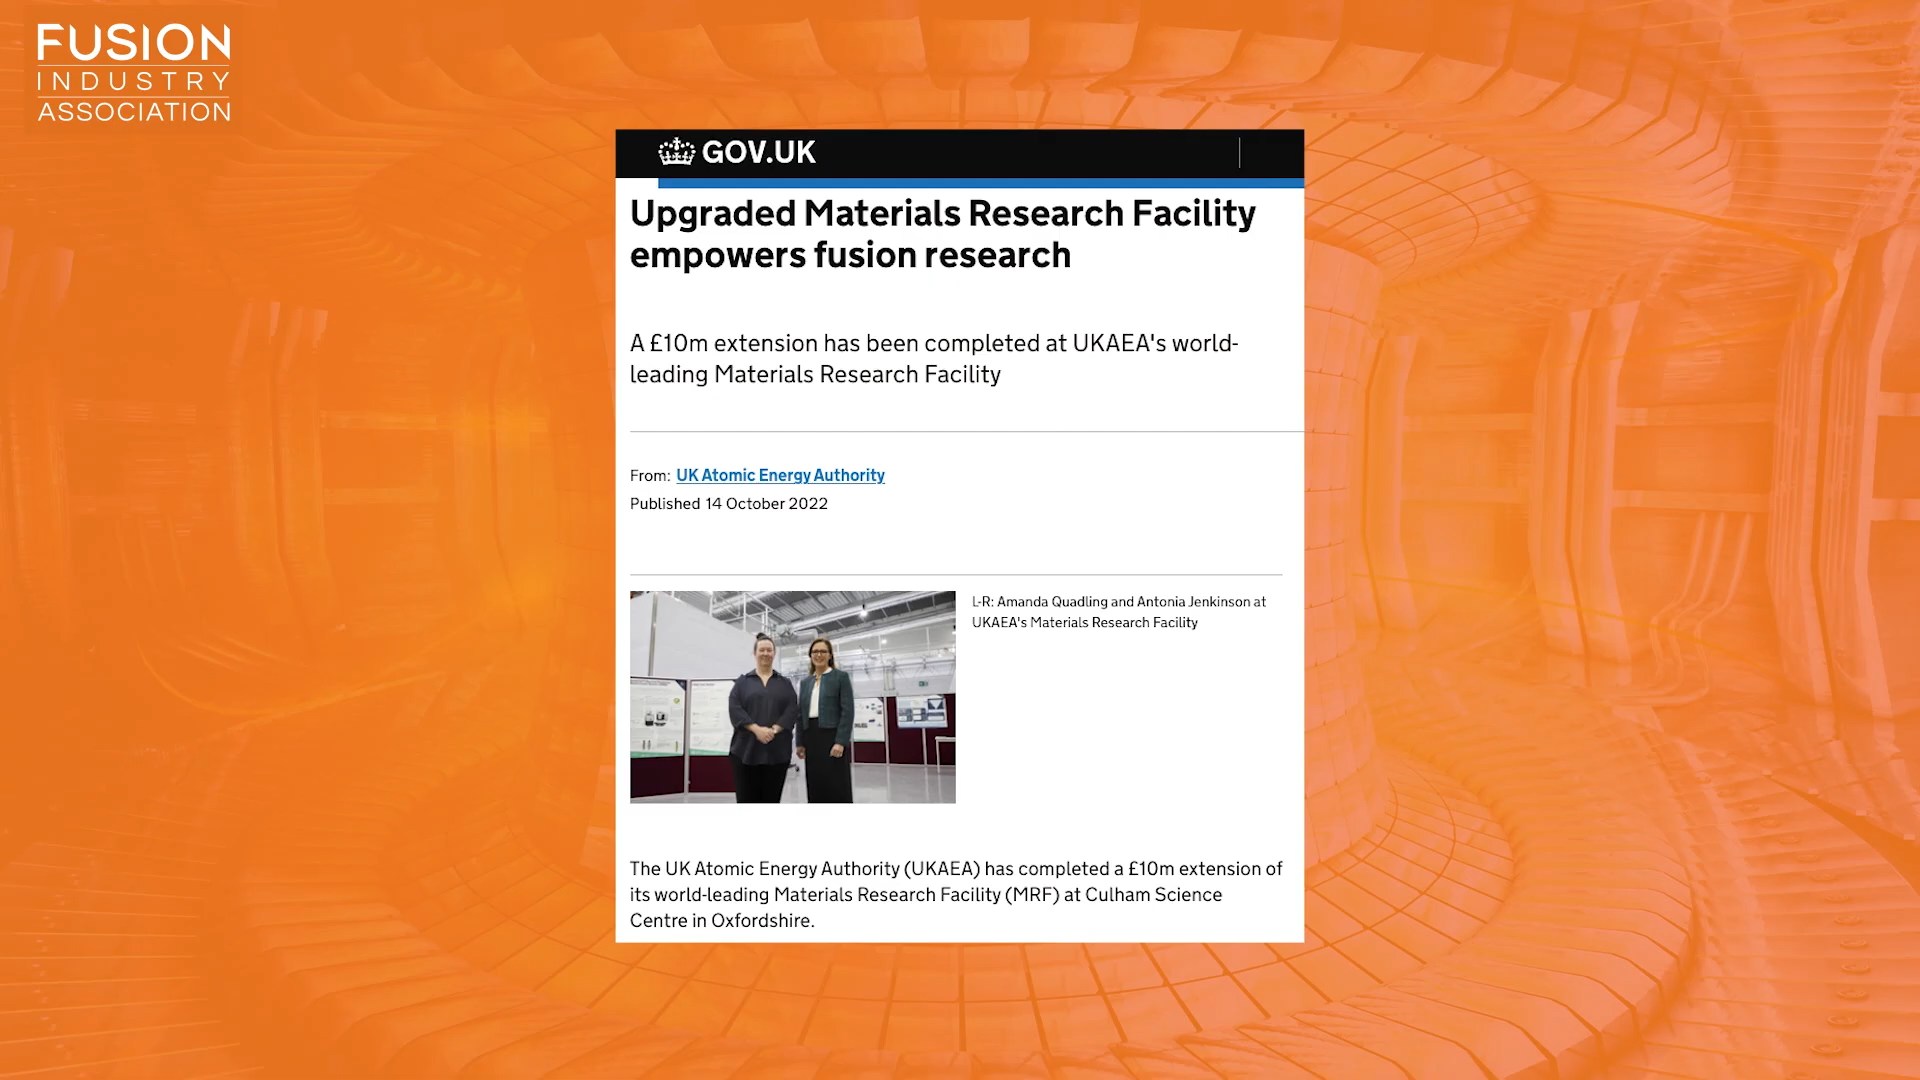 FUSION
INDUSTRY
ASSOCIATION
GOV.UK
Upgraded Materials Research Facility
empowers fusion research
A £10m extension has been completed at UKAEA's world-
leading Materials Research Facility
From: UK Atomic Energy Authority
Published 14 October 2022
L-R: Amanda Quadling and Antonia Jenkinson at
UKAEA's Materials Research Facility
The UK Atomic Energy Authority (UKAEA) has completed a £10m extension of
its world-leading Materials Research Facility (MRF) at Culham Science
Centre in Oxfordshire.